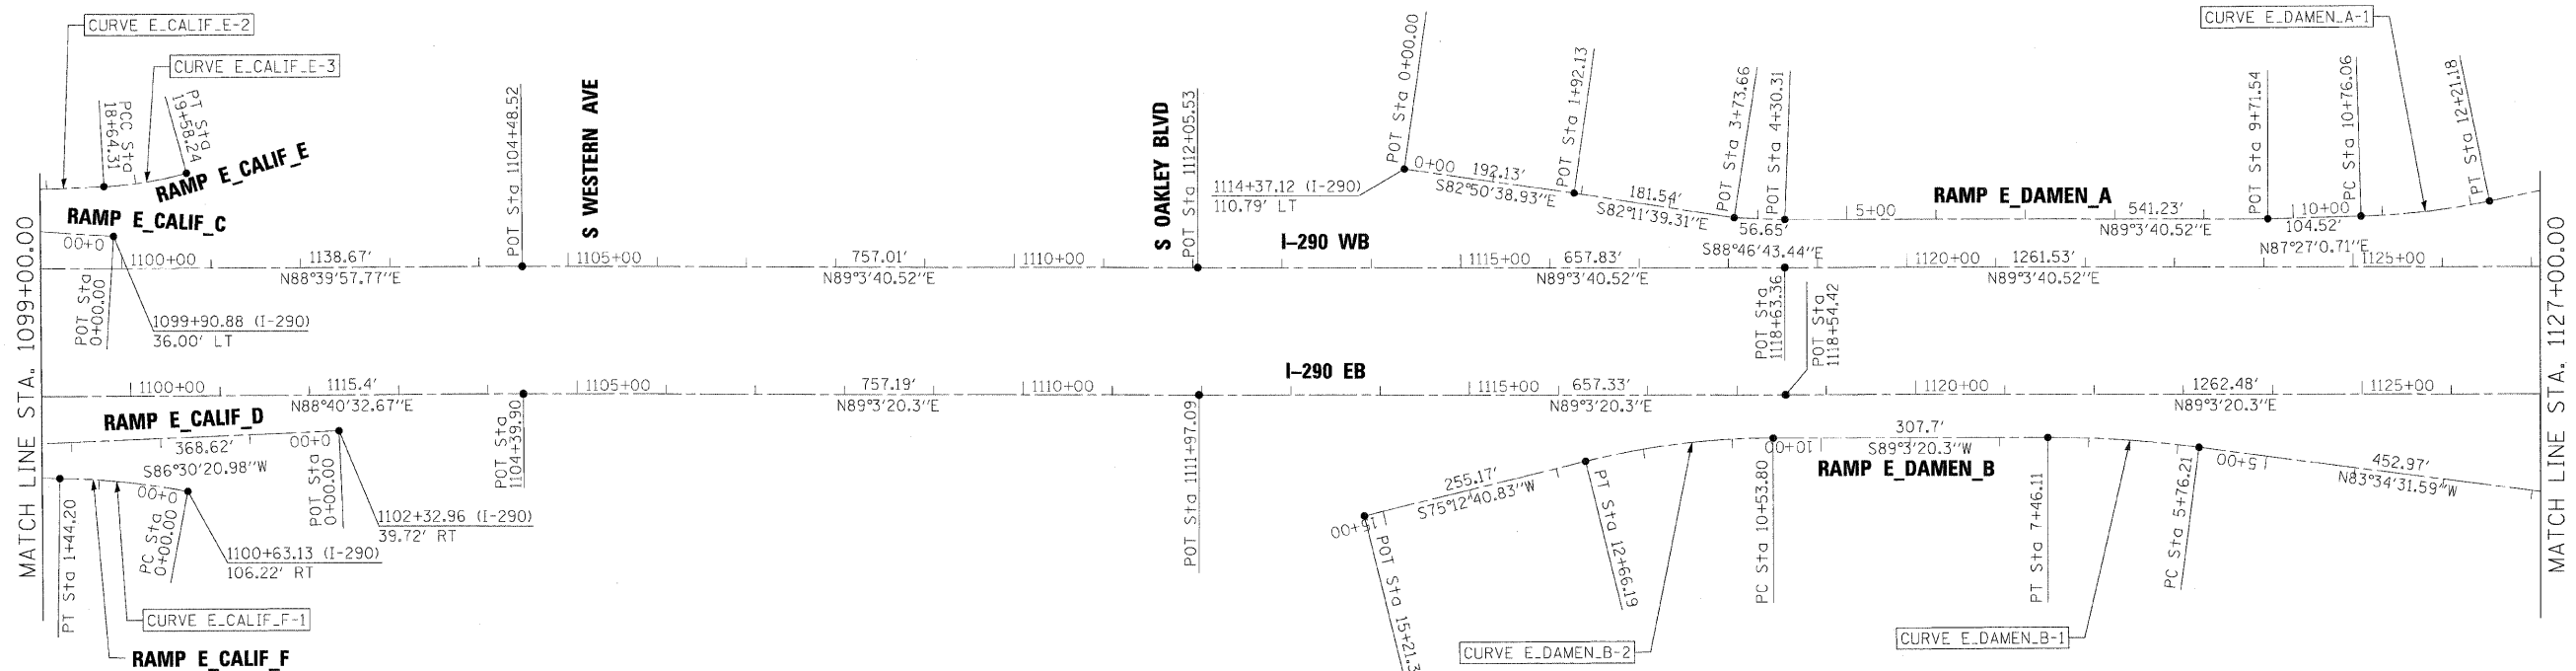 CURVE E_CALIF_E-2
CURVE E_CALIF_E-3
PCC Sta
18+64.31
PT Sta
19+58.24
RAMP E_CALIF_E
RAMP E_CALIF_C
0+00
POT Sta
0+00.00
1099+90.88 (I-290)
36.00' LT
MATCH LINE STA. 1099+00.00
1100+00
1138.67'
N88°39'57.77"E
POT Sta 1104+48.52
S WESTERN AVE
1105+00
757.01'
N89°3'40.52"E
1110+00
S OAKLEY BLVD
POT Sta 1112+05.53
I-290 WB
1114+37.12 (I-290)
110.79' LT
POT Sta 0+00.00
0+00
192.13'
S82°50'38.93"E
POT Sta 1+92.13
181.54'
S82°11'39.31"E
POT Sta 3+73.66
POT Sta 4+30.31
56.65'
S88°46'43.44"E
1115+00
657.83'
N89°3'40.52"E
5+00
RAMP E_DAMEN_A
541.23'
N89°3'40.52"E
POT Sta 9+71.54
10+00
104.52'
N87°27'0.71"E
PC Sta 10+76.06
CURVE E_DAMEN_A-1
PT Sta 12+21.18
1120+00
1261.53'
N89°3'40.52"E
1125+00
MATCH LINE STA. 1127+00.00
POT Sta
1118+63.36
POT Sta
1118+54.42
1100+00
1115.4'
N88°40'32.67"E
POT Sta
1104+39.90
1105+00
757.19'
N89°3'20.3"E
1110+00
POT Sta 1111+97.09
I-290 EB
1115+00
657.33'
N89°3'20.3"E
1120+00
1262.48'
N89°3'20.3"E
1125+00
RAMP E_CALIF_D
368.62'
S86°30'20.98"W
0+00
POT Sta
0+00.00
1102+32.96 (I-290)
39.72' RT
0+00
PC Sta
0+00.00
1100+63.13 (I-290)
106.22' RT
PT Sta 1+44.20
CURVE E_CALIF_F-1
RAMP E_CALIF_F
15+00
POT Sta 15+21.3
255.17'
S75°12'40.83"W
PT Sta 12+66.19
CURVE E_DAMEN_B-2
PC Sta 10+53.80
10+00
307.7'
S89°3'20.3"W
RAMP E_DAMEN_B
PT Sta 7+46.11
CURVE E_DAMEN_B-1
PC Sta 5+76.21
5+00
452.97'
N83°34'31.59"W